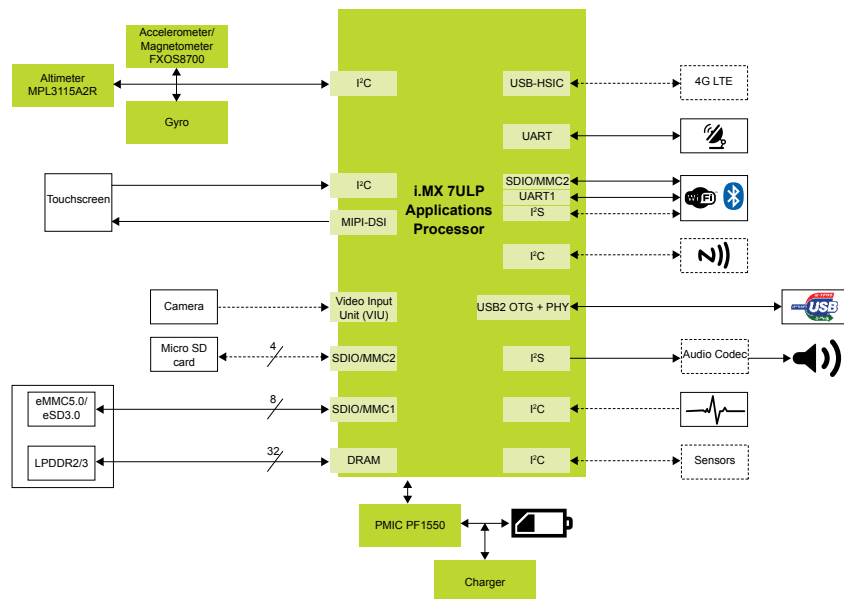 Accelerometer/
Magnetometer
FXOS8700
Altimeter
MPL3115A2R
Gyro
I²C
USB-HSIC
4G LTE
UART
Touchscreen
I²C
MIPI-DSI
i.MX 7ULP
Applications
Processor
SDIO/MMC2
UART1
I²S
WiFi
I²C
Camera
Video Input
Unit (VIU)
USB2 OTG + PHY
USB
Micro SD
card
4
SDIO/MMC2
I²S
Audio Codec
eMMC5.0/
eSD3.0
8
SDIO/MMC1
I²C
LPDDR2/3
32
DRAM
I²C
Sensors
PMIC PF1550
Charger